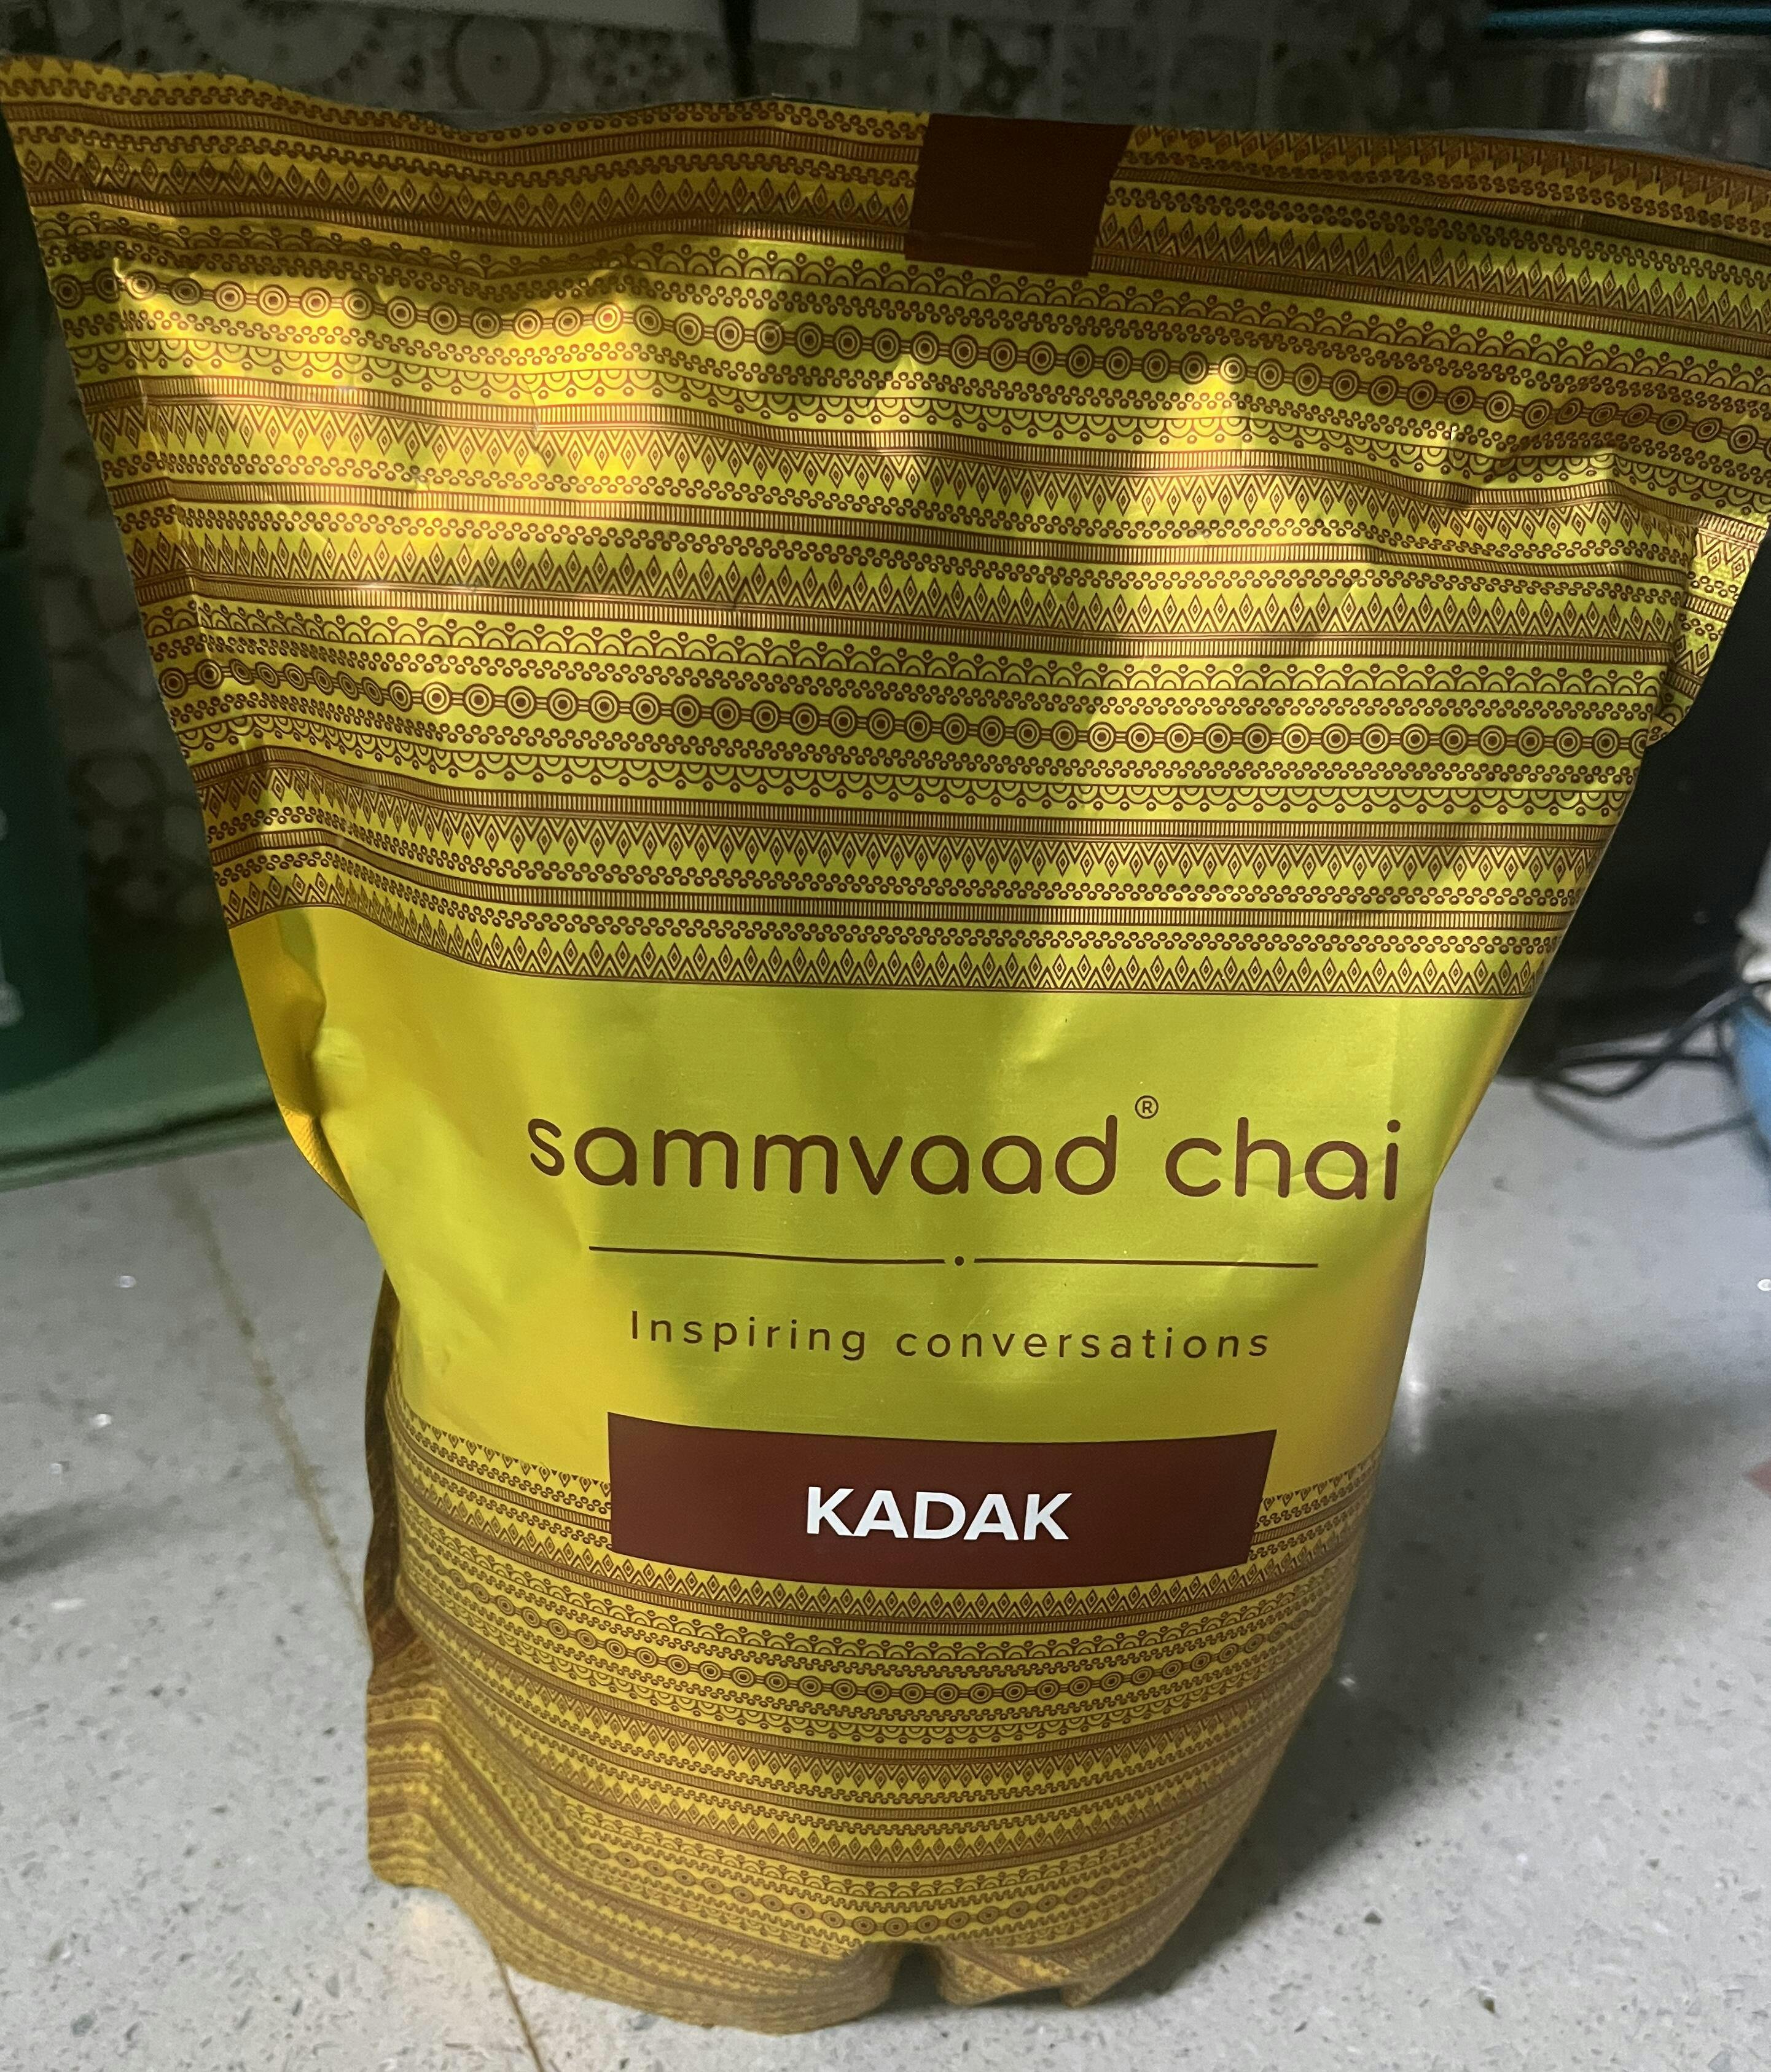 sammvaad® chai
Inspiring conversations
KADAK